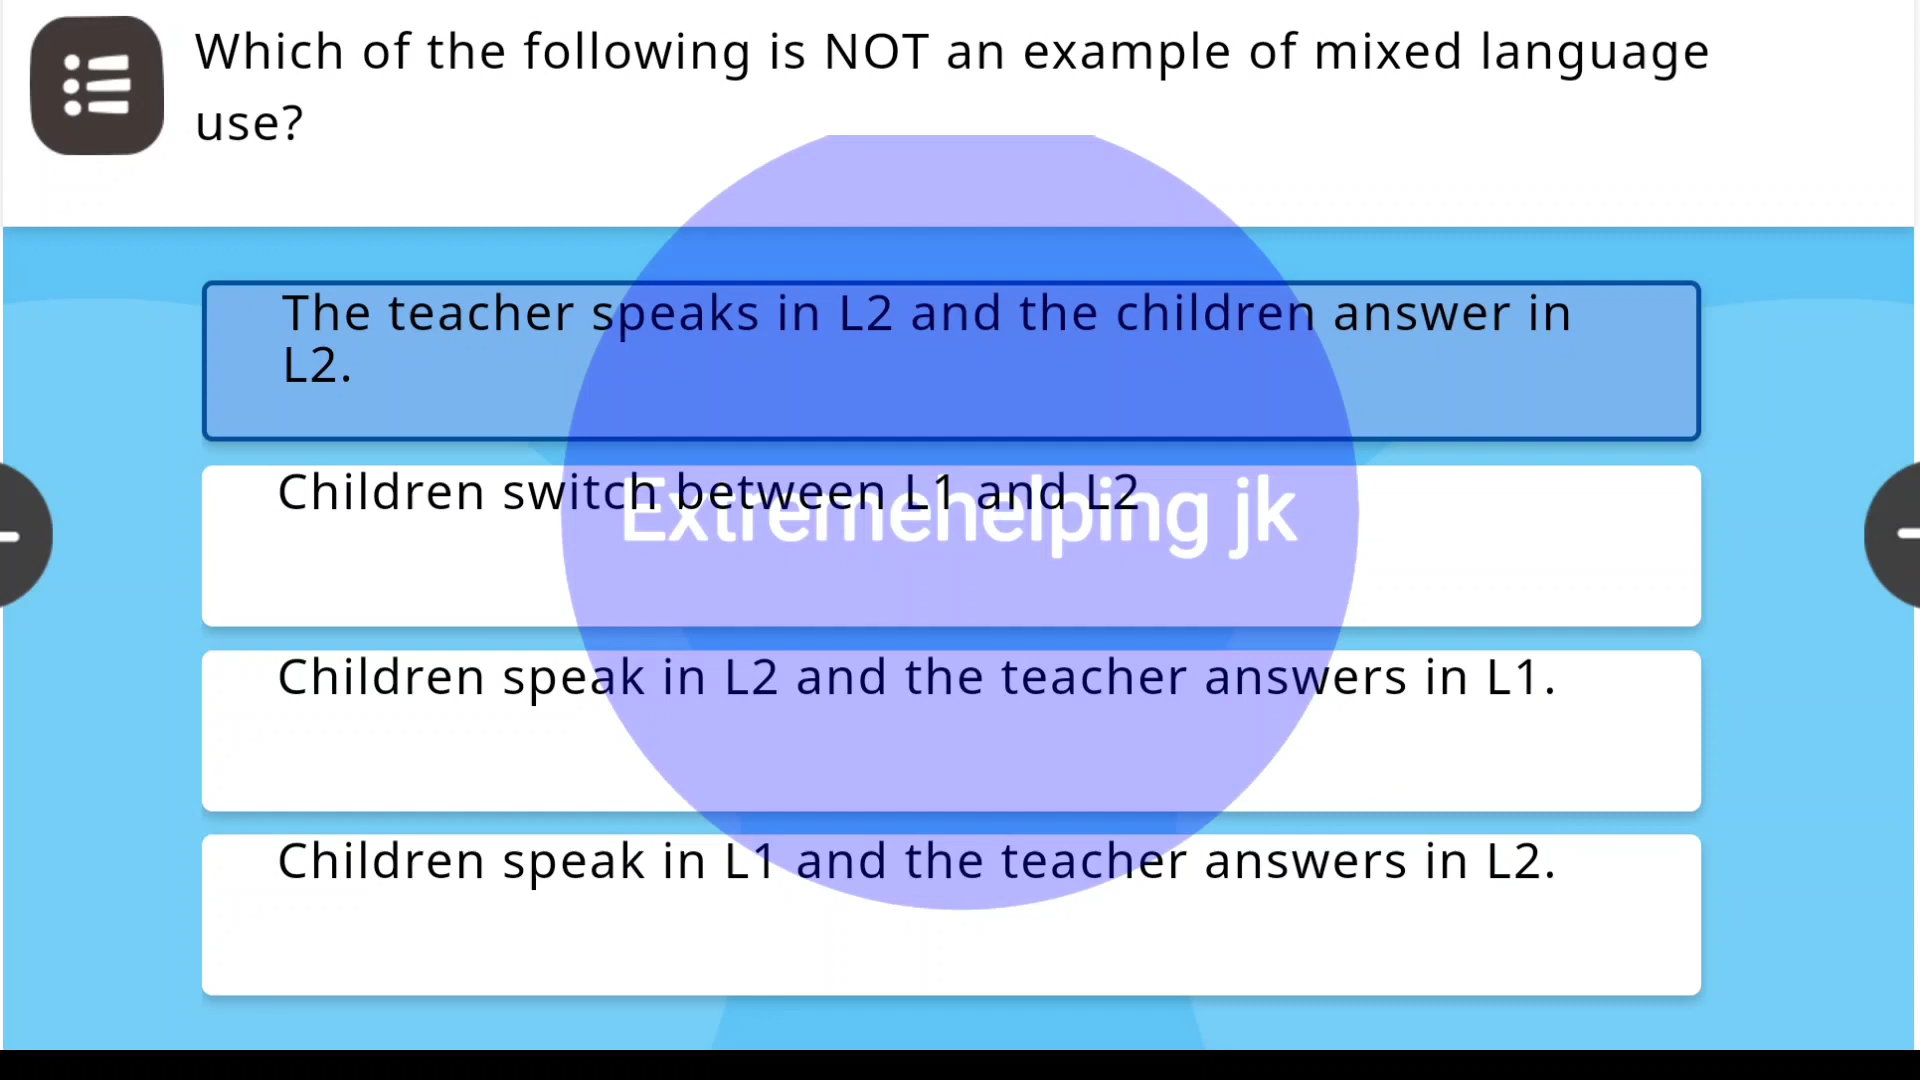 Which of the following is NOT an example of mixed language
use?
The teacher speaks in L2 and the children answer in
L2.
Children switch between L1 and L2
Extremehelping jk
Children speak in L2 and the teacher answers in L1.
Children speak in L1 and the teacher answers in L2.